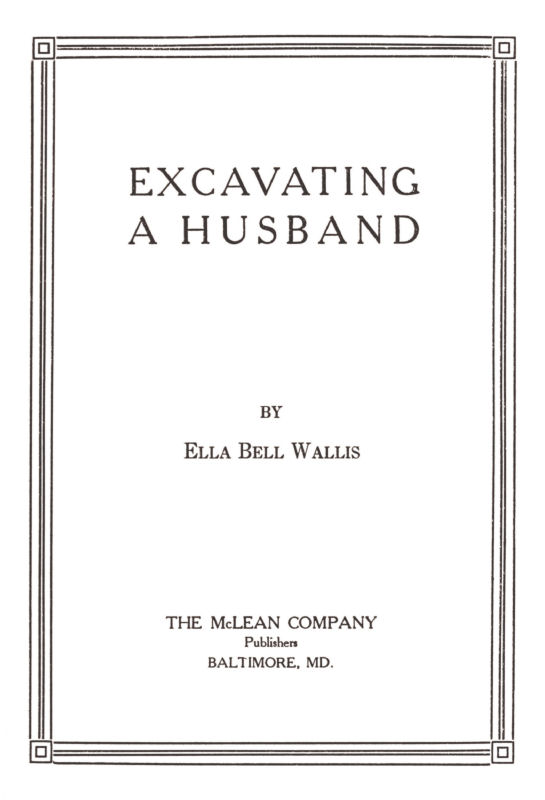 EXCAVATING
A HUSBAND
BY
ELLA BELL WALLIS
THE McLEAN COMPANY
Publishers
BALTIMORE, MD.